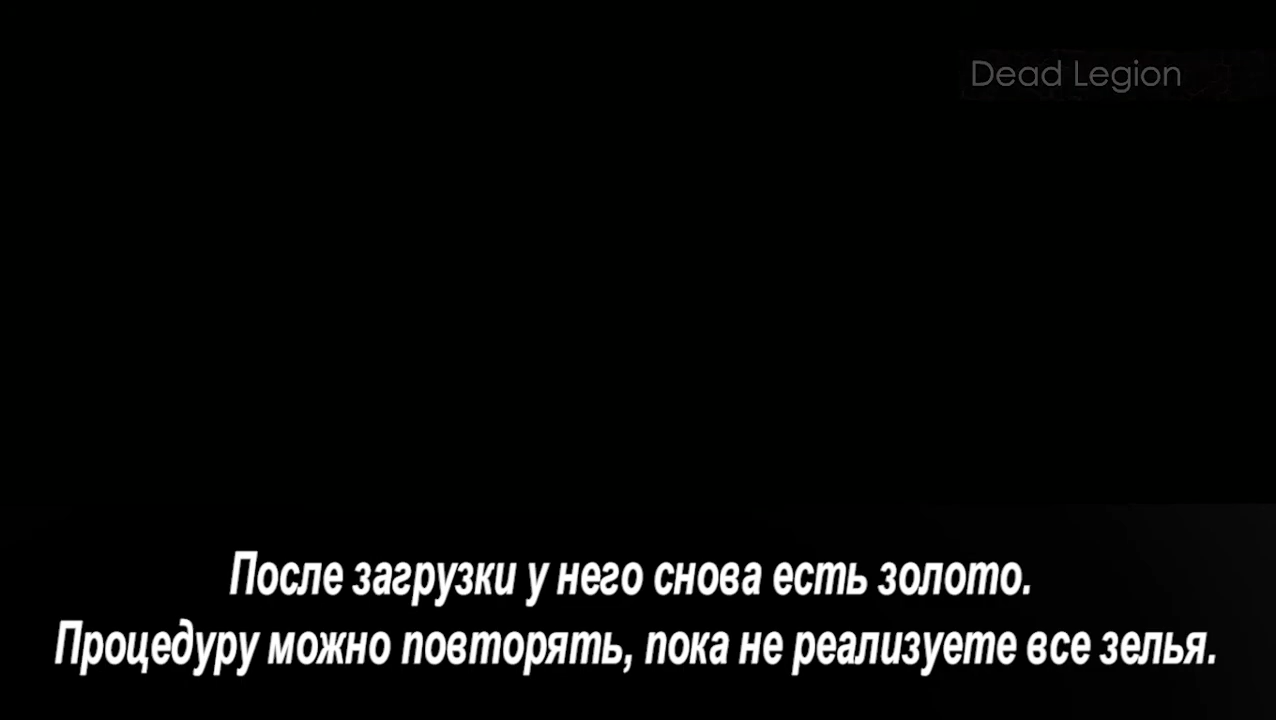 Dead Legion
После загрузки у него снова есть золото.
Процедуру можно повторять, пока не реализуете все зелья.